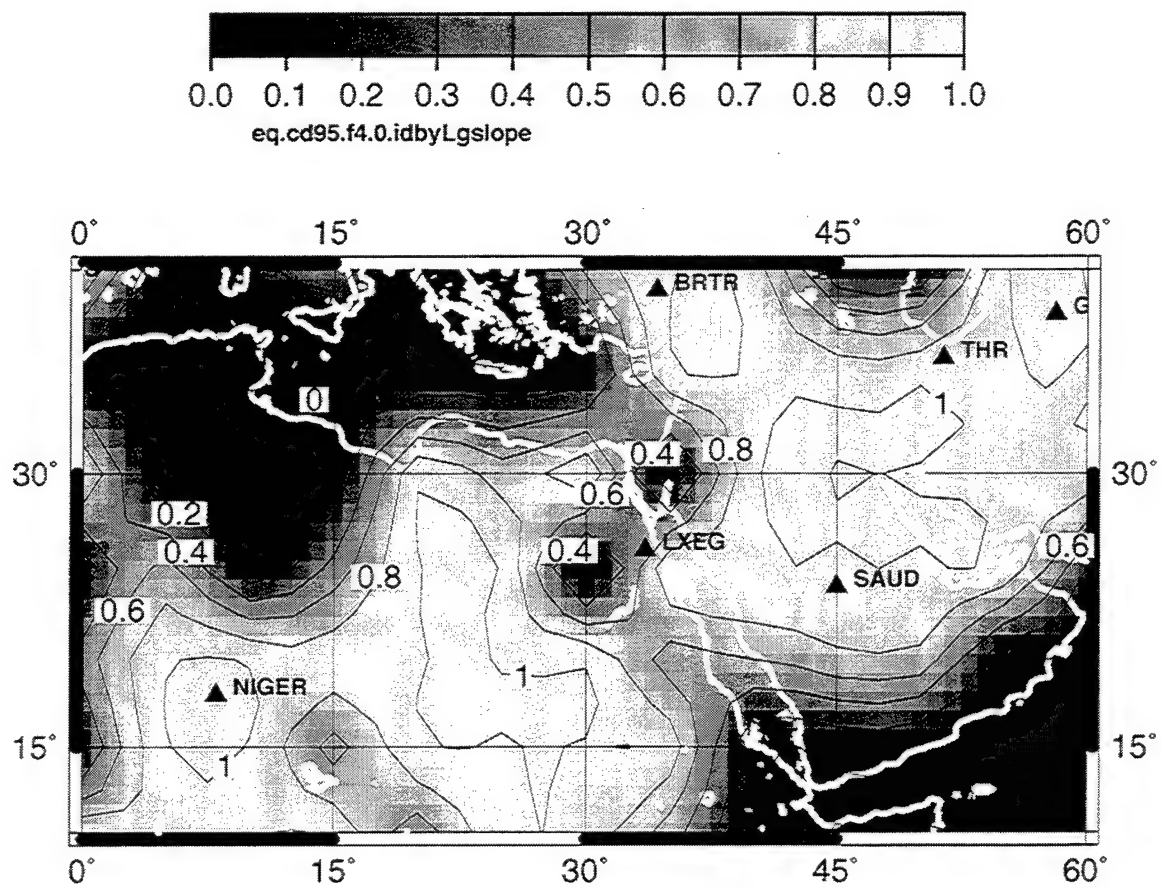 0.0 0.1 0.2 0.3 0.4 0.5 0.6 0.7 0.8 0.9 1.0
eq.cd95.f4.0.idbyLgslope
0° 15° 30° 45° 60°
BRTR
G
THR
0
1
0.4 0.8
30° 30°
0.6
0.2
LXEG
0.4 0.4 0.6
0.8 SAUD
0.6
NIGER 1
15° 15°
1
0° 15° 30° 45° 60°